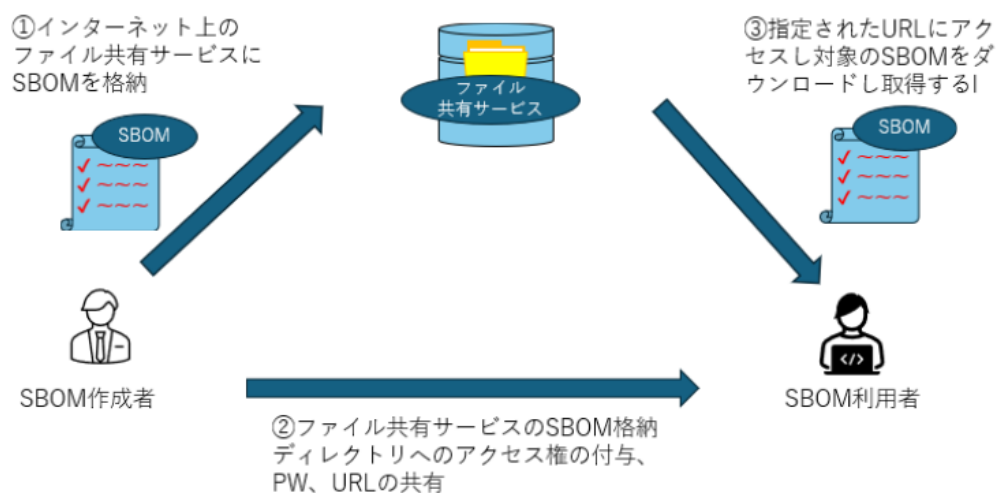 ①インターネット上の
ファイル共有サービスに
SBOMを格納
SBOM
ファイル
共有サービス
③指定されたURLにアク
セスし対象のSBOMをダ
ウンロードし取得するI
SBOM
SBOM作成者
SBOM利用者
②ファイル共有サービスのSBOM格納
ディレクトリへのアクセス権の付与、
PW、URLの共有